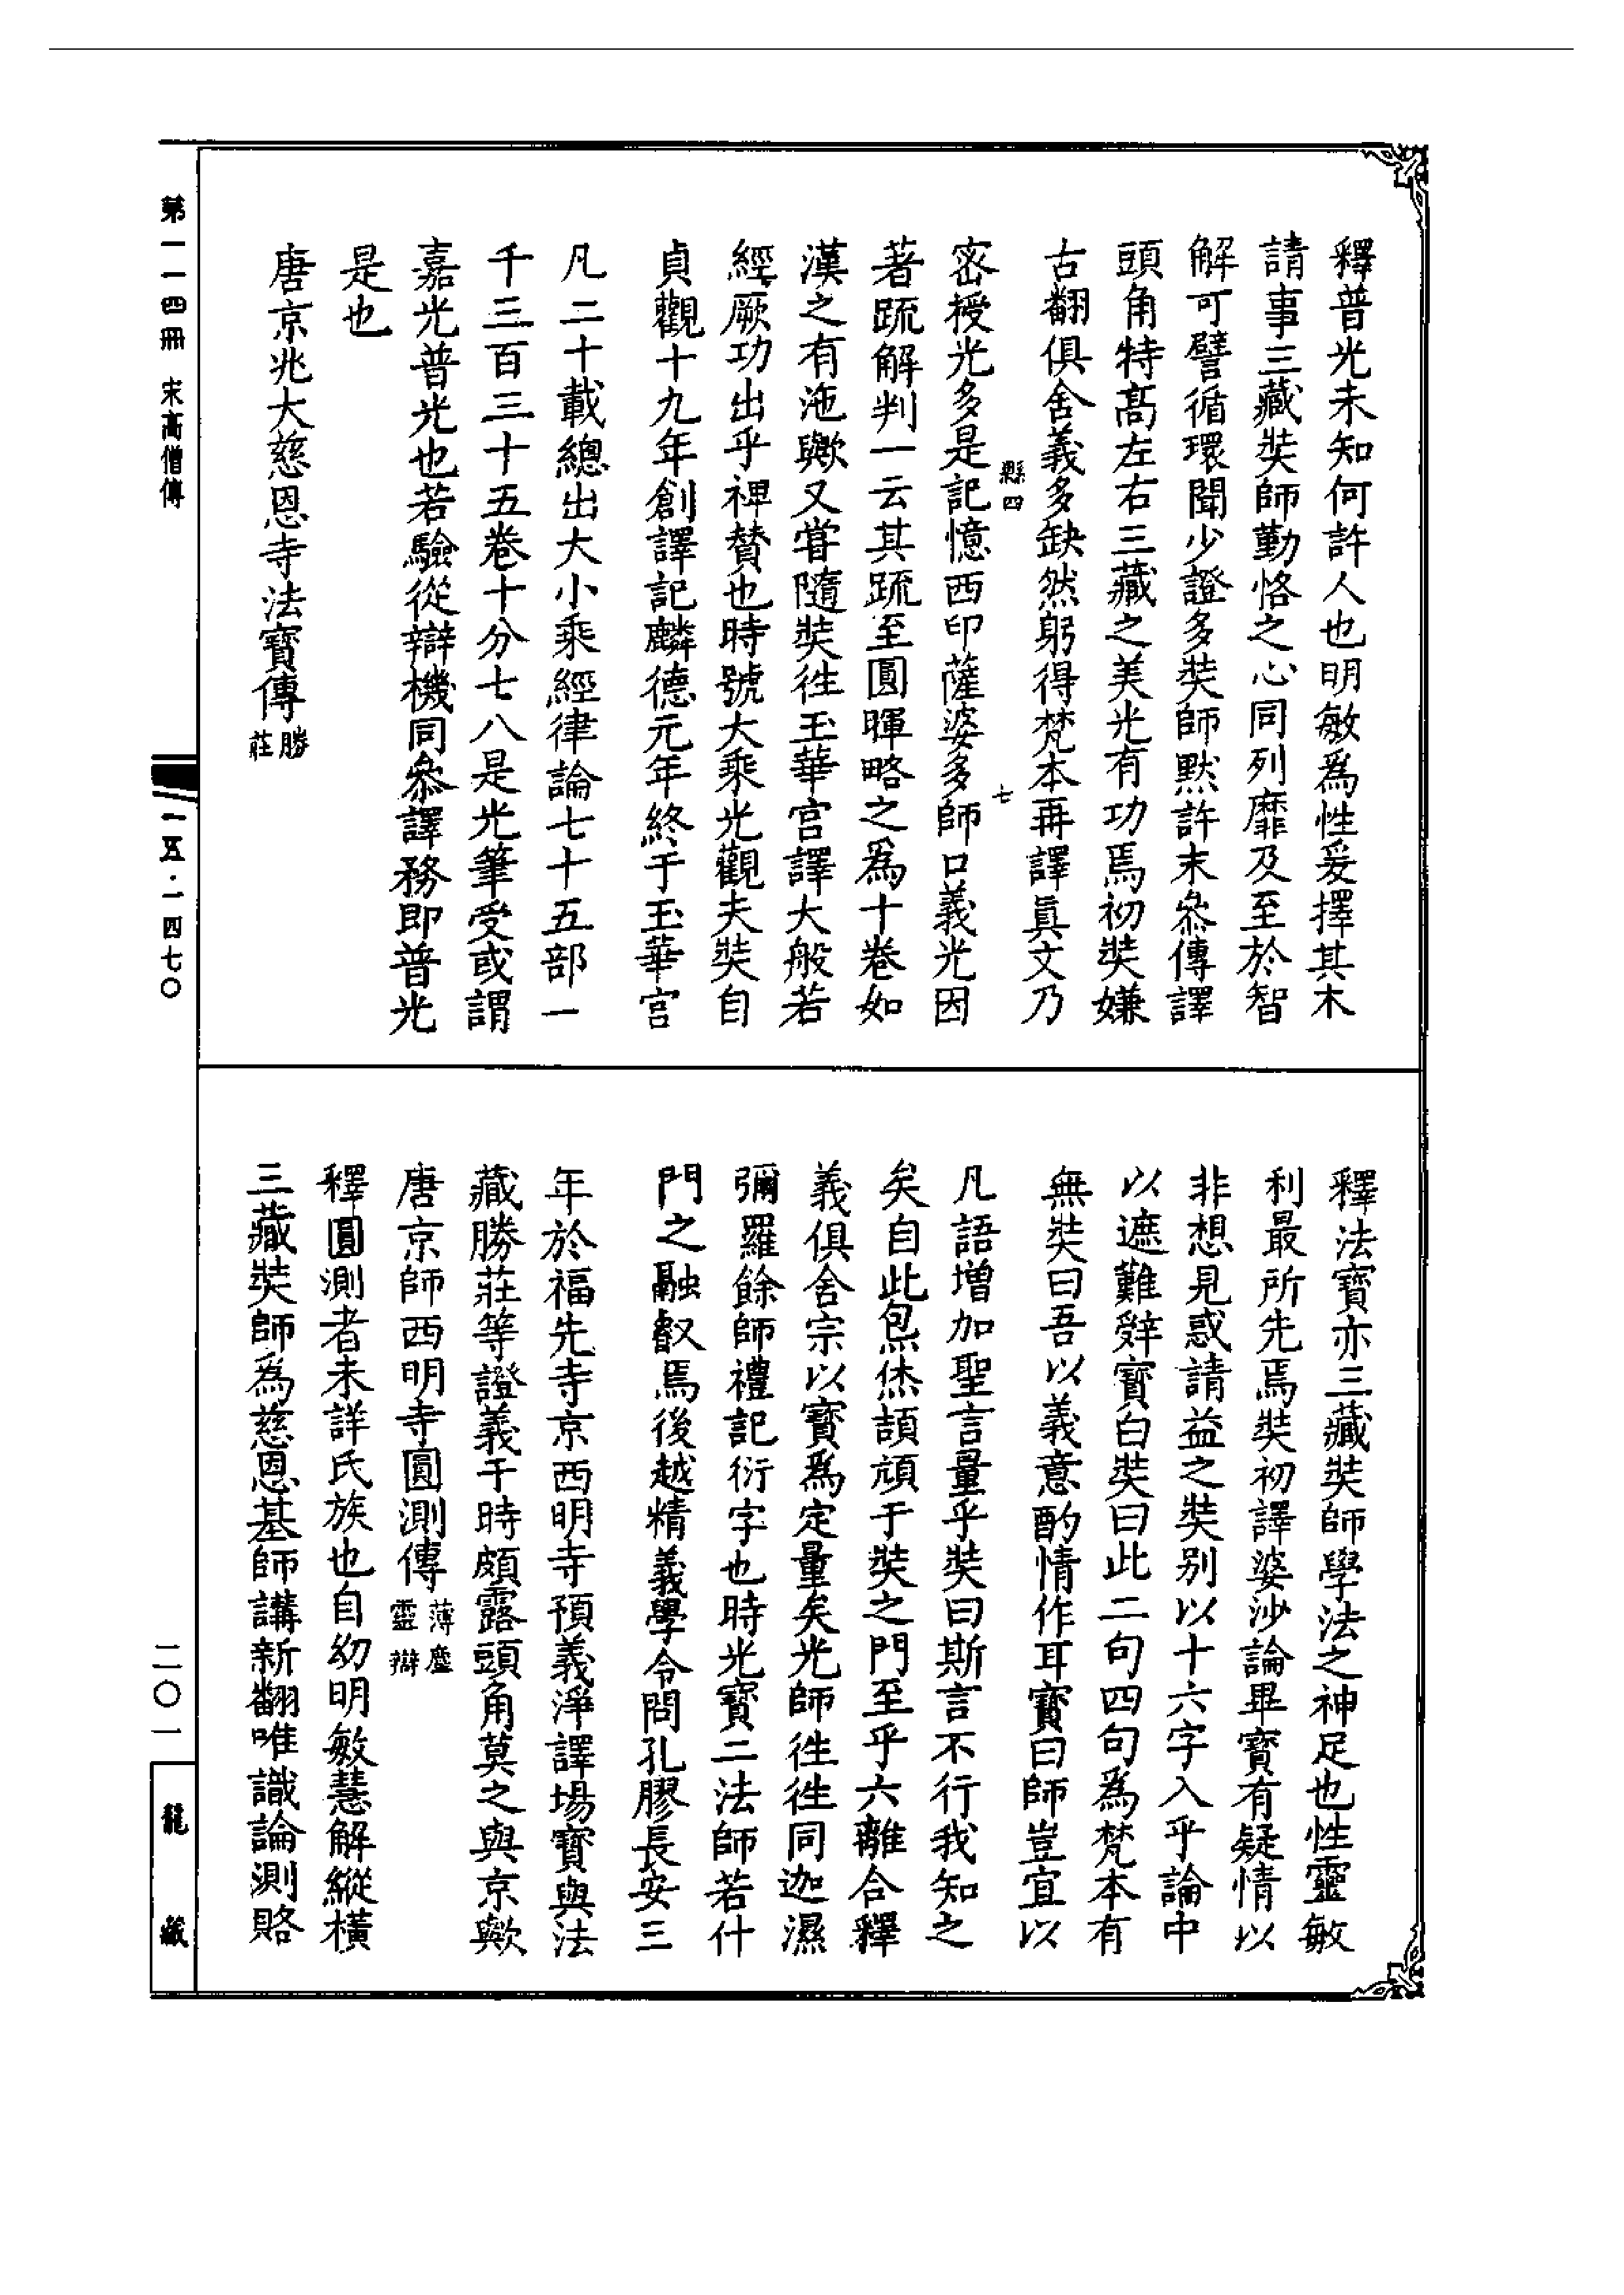 釋普光未知何許人也明敏爲性爰擇其木
請事三藏奘師勤恪之心同列靡及至於智
解可譬循環聞少證多奘師默許末叅傳譯
頭角特高左右三藏之美光有功焉初奘嫌
古翻俱舍義多缺然躬得梵本再譯眞文乃
縣四 七
密授光多是記憶西印薩婆多師口義光因
著疏解判一云其疏至圓暉略之爲十卷如
漢之有沲歟又甞隨奘徃玉華宮譯大般若
經厥功出乎禆贊也時號大乘光觀夫奘自
貞觀十九年創譯記麟德元年終于玉華宮
凡二十載總出大小乘經律論七十五部一
千三百三十五卷十分七八是光筆受或謂
嘉光普光也若驗從辯機同叅譯務即普光
是也
唐京兆大慈恩寺法寶傳勝莊
釋法寶亦三藏奘師學法之神足也性靈敏
利最所先焉奘初譯婆沙論畢寶有疑情以
非想見惑請益之奘别以十六字入乎論中
以遮難辤寶白奘曰此二句四句爲梵本有
無奘曰吾以義意酌情作耳寶曰師豈宜以
凡語增加聖言量乎奘曰斯言不行我知之
矣自此炰烋頡頏于奘之門至乎六離合釋
義俱舍宗以寶爲定量矣光師徃徃同迦濕
彌羅餘師禮記衍字也時光寶二法師若什
門之融叡焉後越精義學令問孔膠長安三
年於福先寺京西明寺預義淨譯場寶與法
藏勝莊等證義于時頗露頭角莫之與京歟
唐京師西明寺圓測傳薄塵靈辯
釋圓測者未詳氏族也自幼明敏慧解縱橫
三藏奘師爲慈恩基師講新翻唯識論測賂
第一一四冊 宋高僧傳
一五·一四七〇
二〇一
龍藏